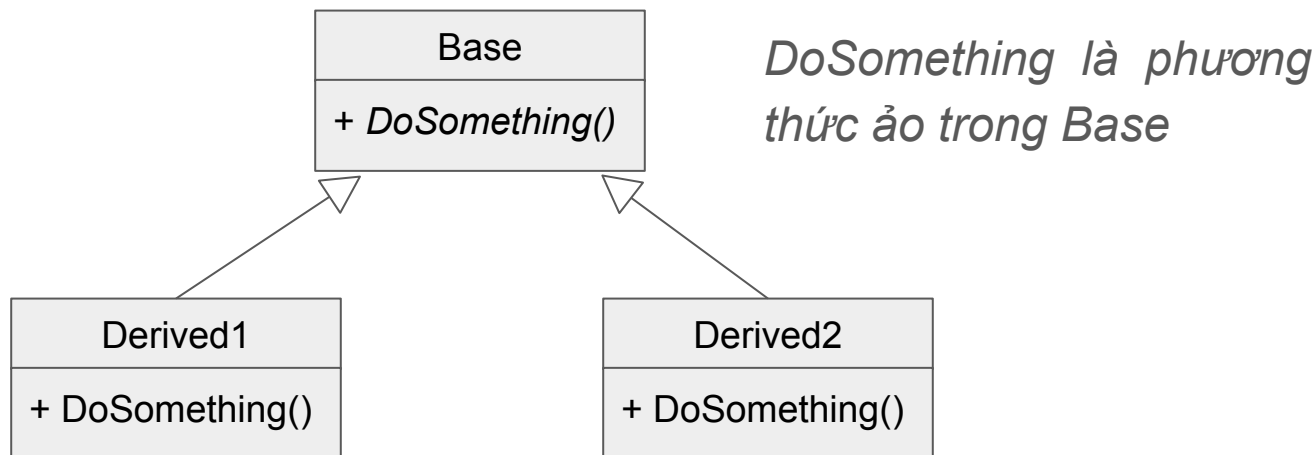 Base
+ DoSomething()
DoSomething là phương
thức ảo trong Base
Derived1
+ DoSomething()
Derived2
+ DoSomething()